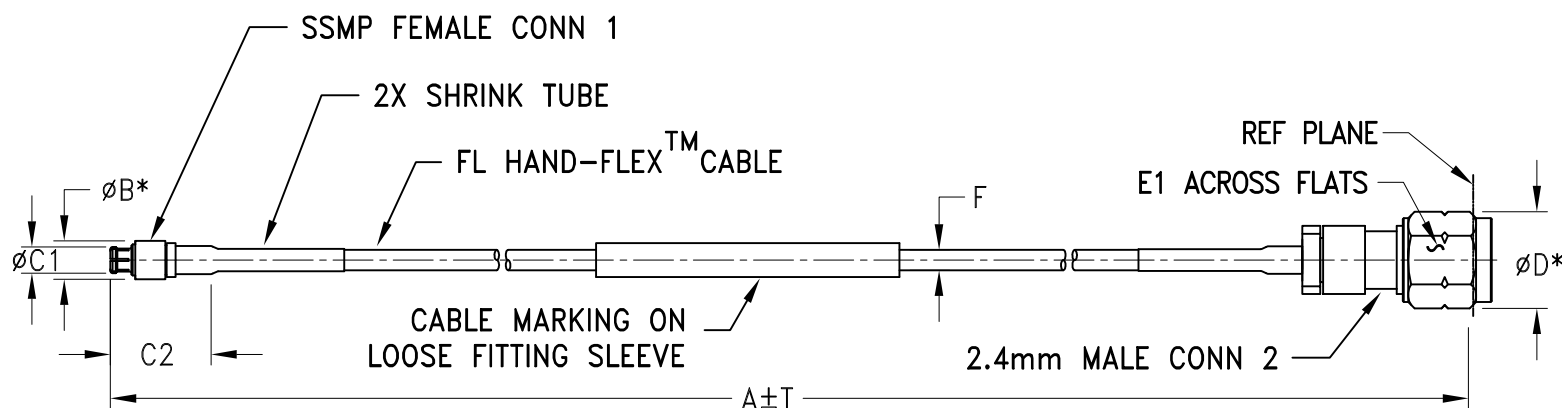 SSMP FEMALE CONN 1
2X SHRINK TUBE
FL HAND-FLEX™ CABLE
REF PLANE
E1 ACROSS FLATS
øB*
F
øC1
øD*
S
CABLE MARKING ON
LOOSE FITTING SLEEVE
C2
2.4mm MALE CONN 2
A±T